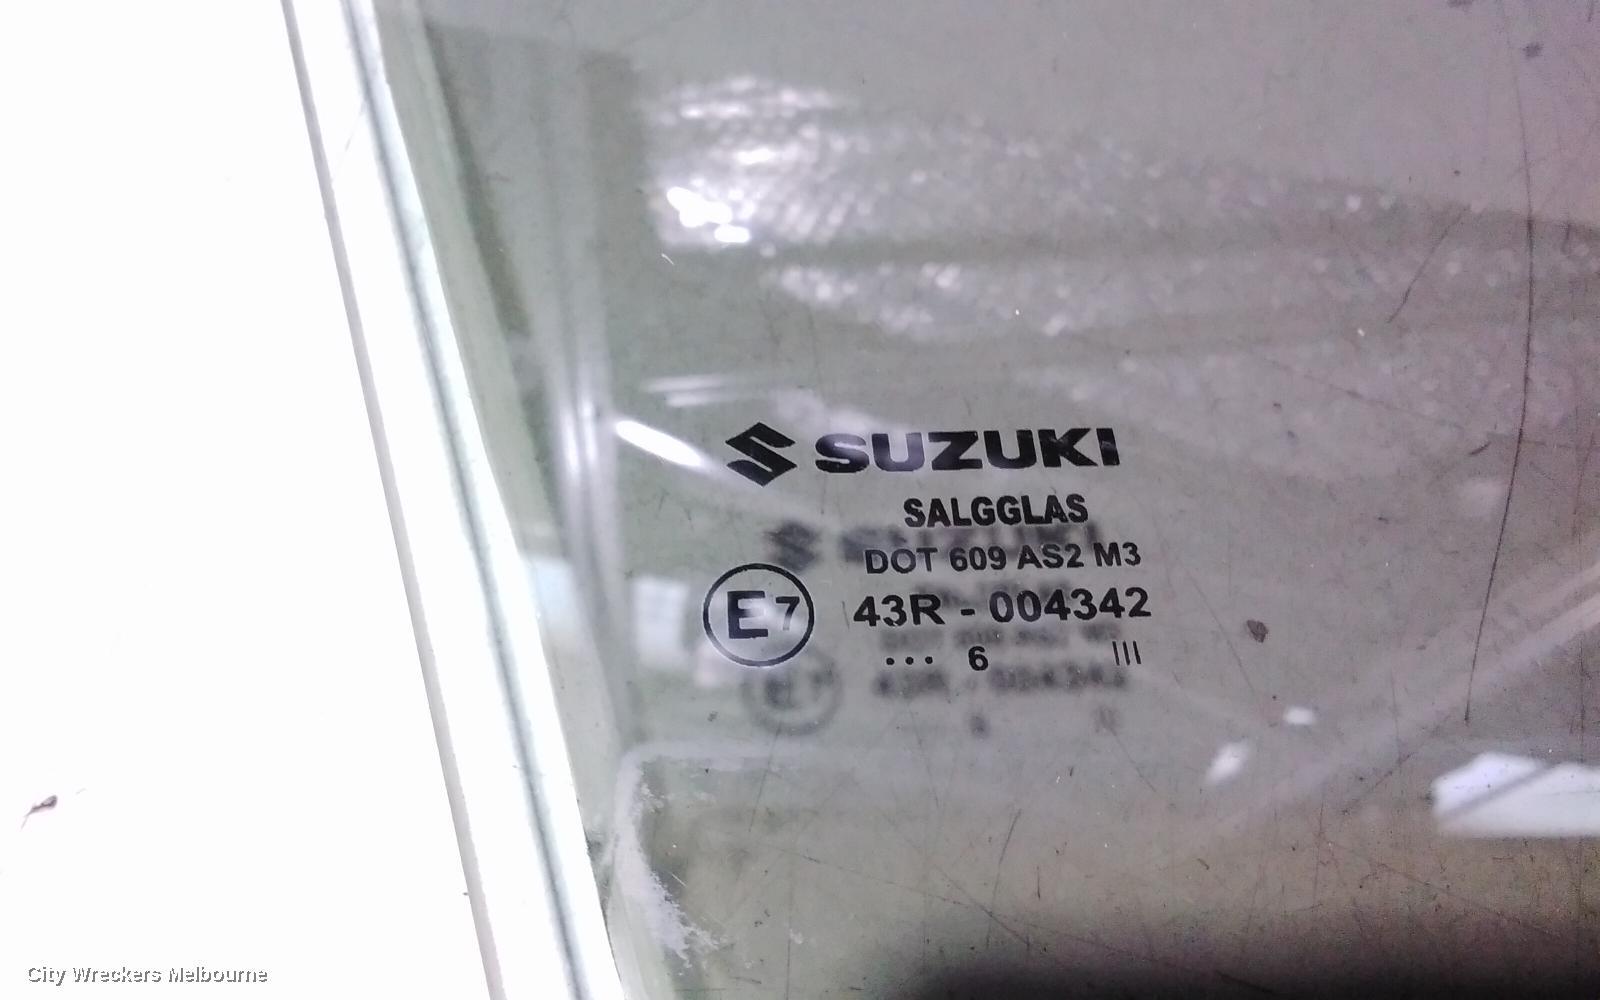 SUZUKI
SALGGLAS
DOT 609 AS2 M3
E7
43R - 004342
... 6 III
City Wreckers Melbourne